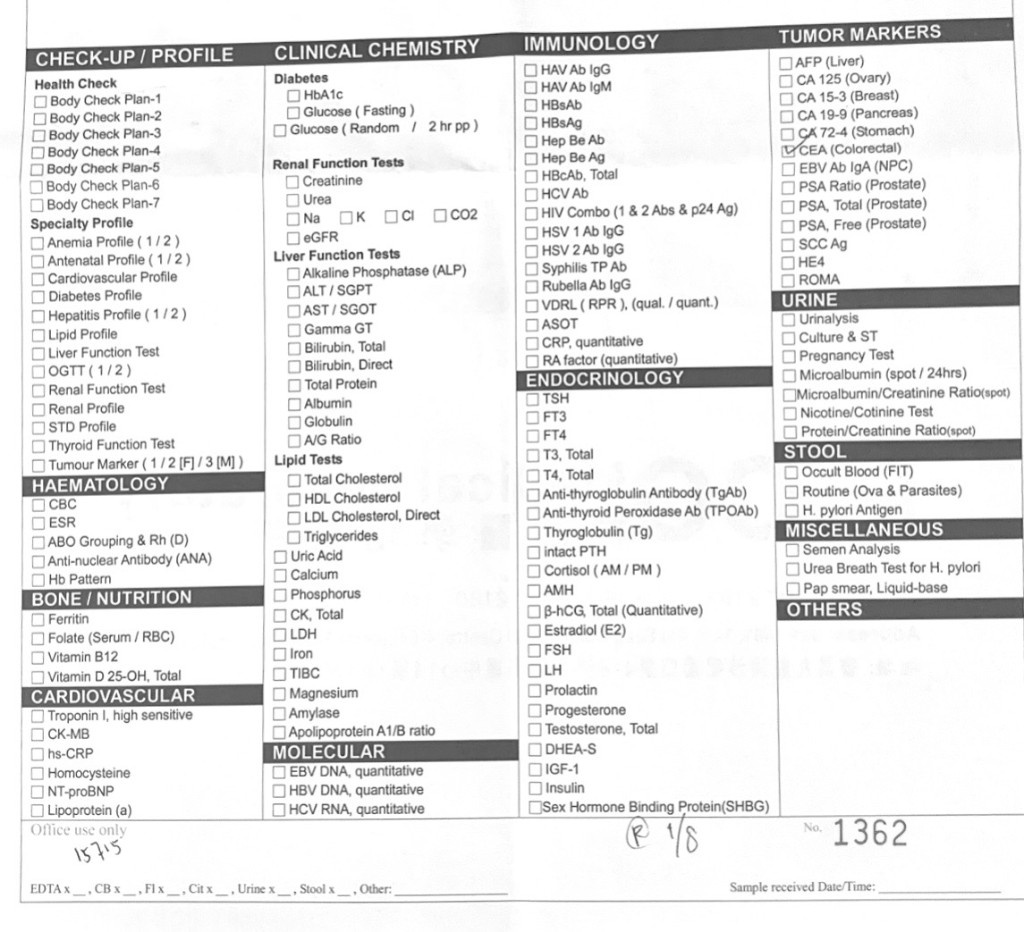 CHECK-UP / PROFILE
Health Check
Body Check Plan-1
Body Check Plan-2
Body Check Plan-3
Body Check Plan-4
Body Check Plan-5
Body Check Plan-6
Body Check Plan-7
Specialty Profile
Anemia Profile ( 1 / 2 )
Antenatal Profile ( 1 / 2 )
Cardiovascular Profile
Diabetes Profile
Hepatitis Profile ( 1 / 2 )
Lipid Profile
Liver Function Test
OGTT ( 1 / 2 )
Renal Function Test
Renal Profile
STD Profile
Thyroid Function Test
Tumour Marker ( 1 / 2 [F] / 3 [M] )
HAEMATOLOGY
CBC
ESR
ABO Grouping & Rh (D)
Anti-nuclear Antibody (ANA)
Hb Pattern
BONE / NUTRITION
Ferritin
Folate (Serum / RBC)
Vitamin B12
Vitamin D 25-OH, Total
CARDIOVASCULAR
Troponin I, high sensitive
CK-MB
hs-CRP
Homocysteine
NT-proBNP
Lipoprotein (a)
CLINICAL CHEMISTRY
Diabetes
HbA1c
Glucose ( Fasting )
Glucose ( Random / 2 hr pp )
Renal Function Tests
Creatinine
Urea
Na K Cl CO2
eGFR
Liver Function Tests
Alkaline Phosphatase (ALP)
ALT / SGPT
AST / SGOT
Gamma GT
Bilirubin, Total
Bilirubin, Direct
Total Protein
Albumin
Globulin
A/G Ratio
Lipid Tests
Total Cholesterol
HDL Cholesterol
LDL Cholesterol, Direct
Triglycerides
Uric Acid
Calcium
Phosphorus
CK, Total
LDH
Iron
TIBC
Magnesium
Amylase
Apolipoprotein A1/B ratio
MOLECULAR
EBV DNA, quantitative
HBV DNA, quantitative
HCV RNA, quantitative
IMMUNOLOGY
HAV Ab IgG
HAV Ab IgM
HBsAb
HBsAg
Hep Be Ab
Hep Be Ag
HBcAb, Total
HCV Ab
HIV Combo (1 & 2 Abs & p24 Ag)
HSV 1 Ab IgG
HSV 2 Ab IgG
Syphilis TP Ab
Rubella Ab IgG
VDRL ( RPR ), (qual. / quant.)
ASOT
CRP, quantitative
RA factor (quantitative)
ENDOCRINOLOGY
TSH
FT3
FT4
T3, Total
T4, Total
Anti-thyroglobulin Antibody (TgAb)
Anti-thyroid Peroxidase Ab (TPOAb)
Thyroglobulin (Tg)
intact PTH
Cortisol ( AM / PM )
AMH
β-hCG, Total (Quantitative)
Estradiol (E2)
FSH
LH
Prolactin
Progesterone
Testosterone, Total
DHEA-S
IGF-1
Insulin
Sex Hormone Binding Protein(SHBG)
TUMOR MARKERS
AFP (Liver)
CA 125 (Ovary)
CA 15-3 (Breast)
CA 19-9 (Pancreas)
CA 72-4 (Stomach)
CEA (Colorectal)
EBV Ab IgA (NPC)
PSA Ratio (Prostate)
PSA, Total (Prostate)
PSA, Free (Prostate)
SCC Ag
HE4
ROMA
URINE
Urinalysis
Culture & ST
Pregnancy Test
Microalbumin (spot / 24hrs)
Microalbumin/Creatinine Ratio(spot)
Nicotine/Cotinine Test
Protein/Creatinine Ratio(spot)
STOOL
Occult Blood (FIT)
Routine (Ova & Parasites)
H. pylori Antigen
MISCELLANEOUS
Semen Analysis
Urea Breath Test for H. pylori
Pap smear, Liquid-base
OTHERS
Office use only
15715
Ⓡ 1/8
No. 1362
EDTA x __ , CB x __ , Fl x __ , Cit x __ , Urine x __ , Stool x __ , Other: ____________
Sample received Date/Time: ____________